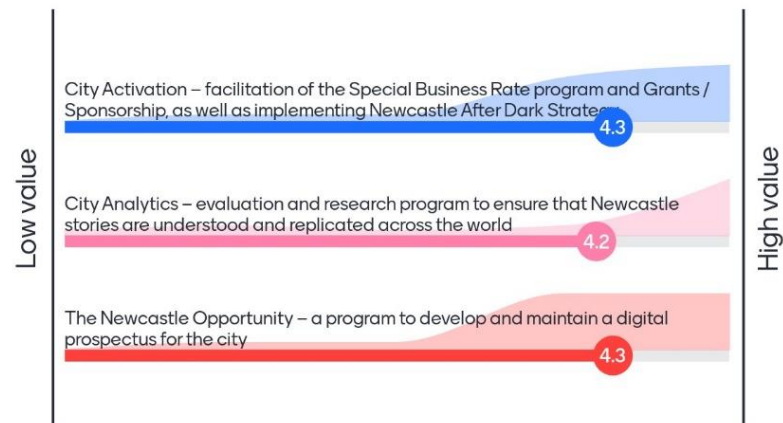 City Activation – facilitation of the Special Business Rate program and Grants /
Sponsorship, as well as implementing Newcastle After Dark Strategy
4.3
Low value
City Analytics – evaluation and research program to ensure that Newcastle
stories are understood and replicated across the world
4.2
High value
The Newcastle Opportunity – a program to develop and maintain a digital
prospectus for the city
4.3